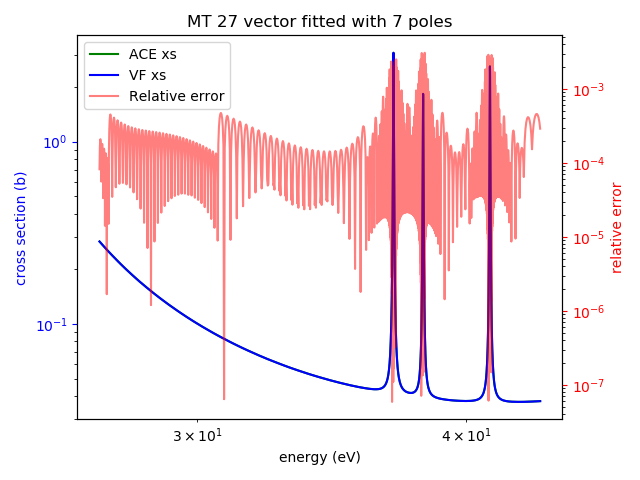 MT 27 vector fitted with 7 poles
ACE xs
VF xs
Relative error
10⁰
10⁻¹
cross section (b)
10⁻³
10⁻⁴
10⁻⁵
10⁻⁶
10⁻⁷
relative error
3 × 10¹
4 × 10¹
energy (eV)